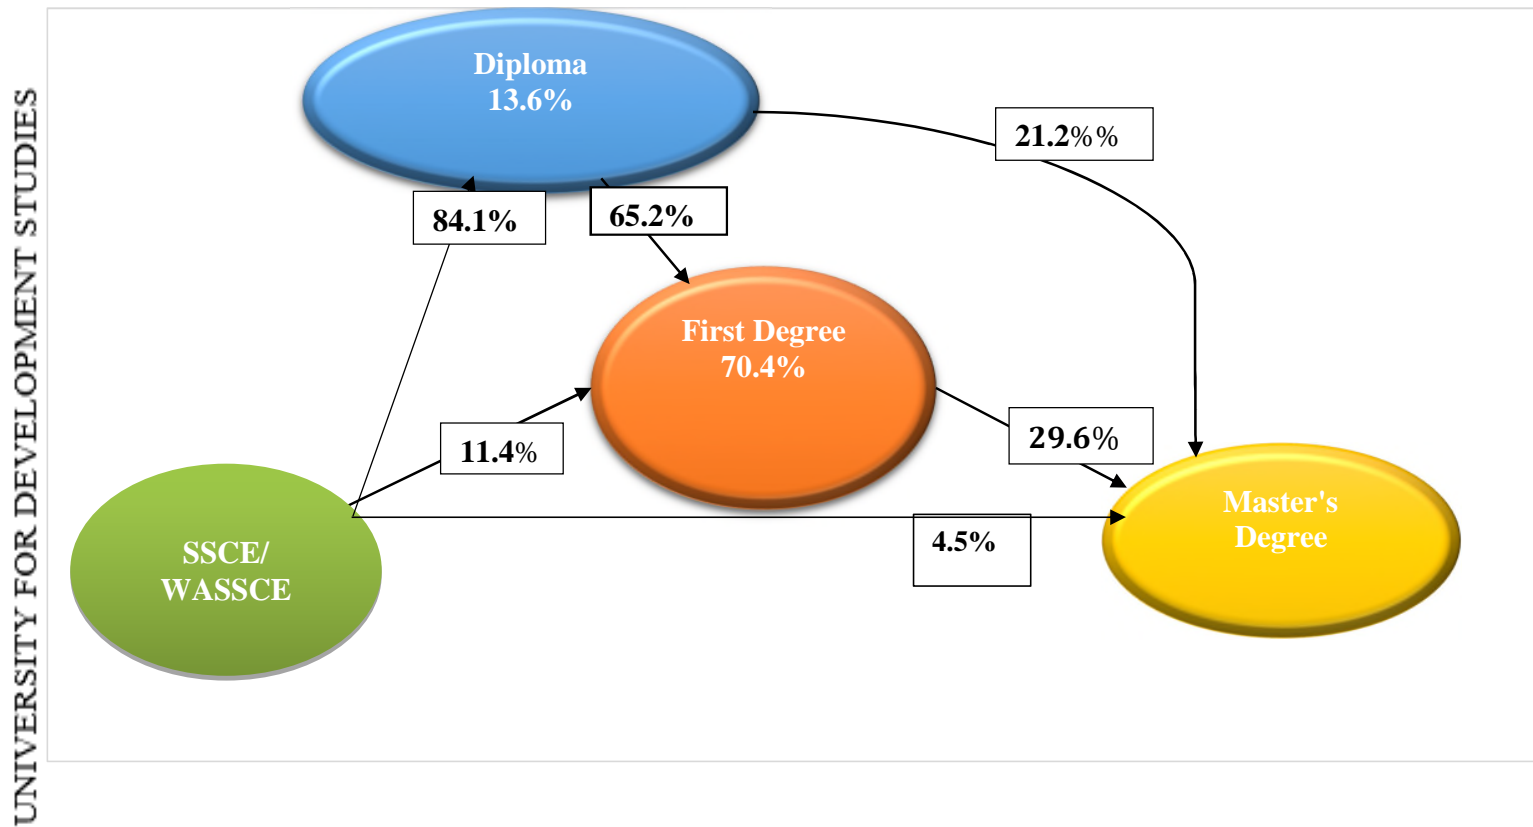 UNIVERSITY FOR DEVELOPMENT STUDIES
Diploma
13.6%
21.2%%
84.1%
65.2%
First Degree
70.4%
11.4%
29.6%
Master's
Degree
4.5%
SSCE/
WASSCE